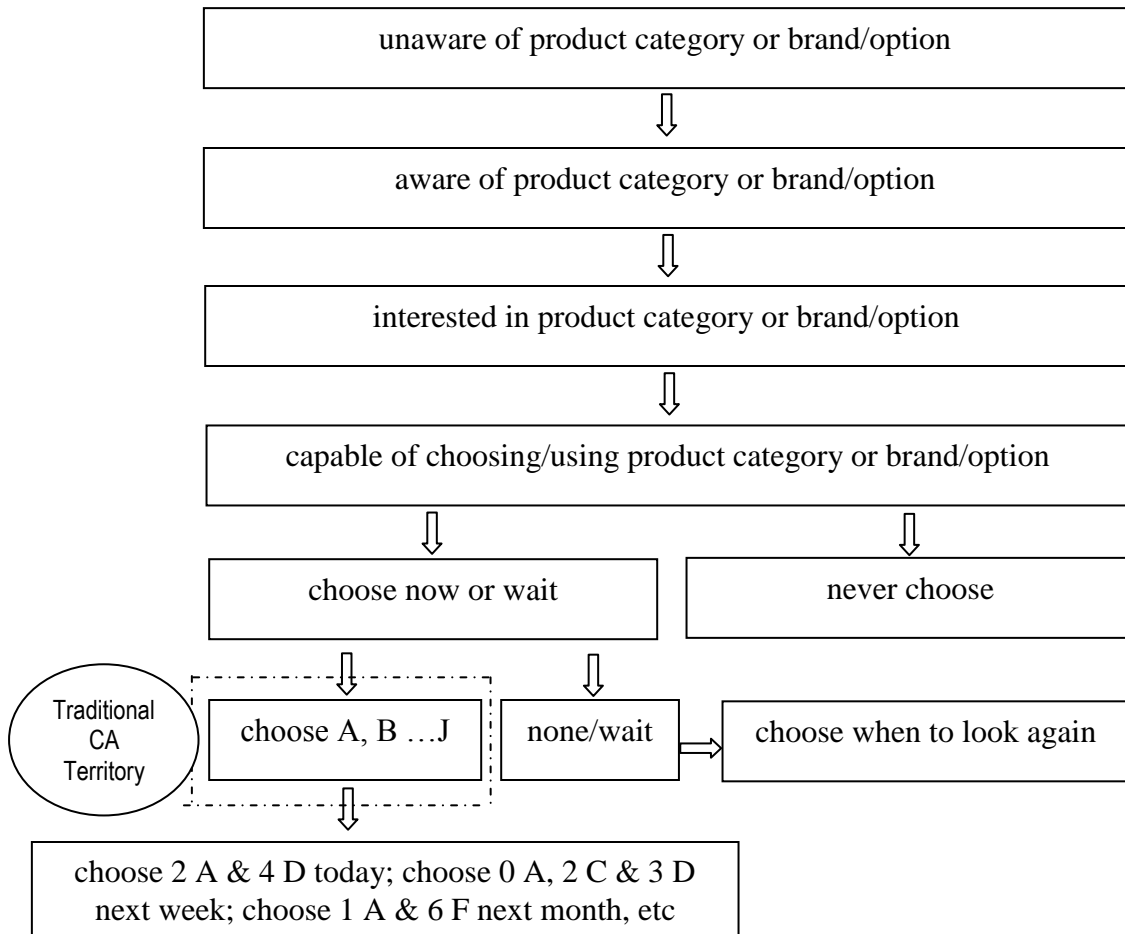 unaware of product category or brand/option
aware of product category or brand/option
interested in product category or brand/option
capable of choosing/using product category or brand/option
choose now or wait
never choose
Traditional
CA
Territory
choose A, B …J
none/wait
choose when to look again
choose 2 A & 4 D today; choose 0 A, 2 C & 3 D
next week; choose 1 A & 6 F next month, etc